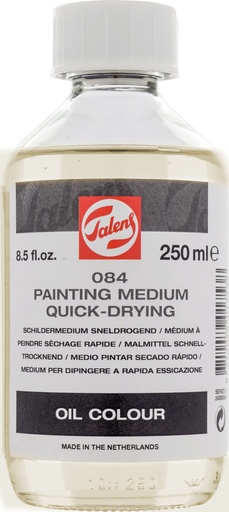 Talens
8.5 fl.oz. 250 ml e
084
PAINTING MEDIUM
QUICK-DRYING
SCHILDERMEDIUM SNELDROGEND / MÉDIUM À
PEINDRE SÉCHAGE RAPIDE / MALMITTEL SCHNELL-
TROCKNEND / MEDIO PINTAR SECADO RÁPIDO /
MEDIUM PER DIPINGERE A RAPIDA ESSICAZIONE
OIL COLOUR
MADE IN THE NETHERLANDS